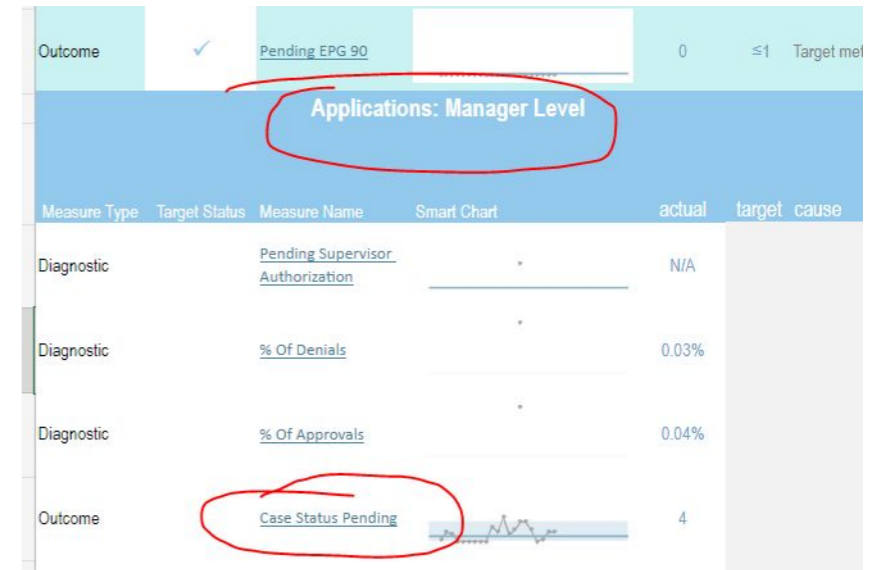 Outcome ✓ Pending EPG 90 0 ≤1 Target met
Applications: Manager Level
Measure Type Target Status Measure Name Smart Chart actual target cause
Diagnostic Pending Supervisor Authorization N/A
Diagnostic % Of Denials 0.03%
Diagnostic % Of Approvals 0.04%
Outcome Case Status Pending 4